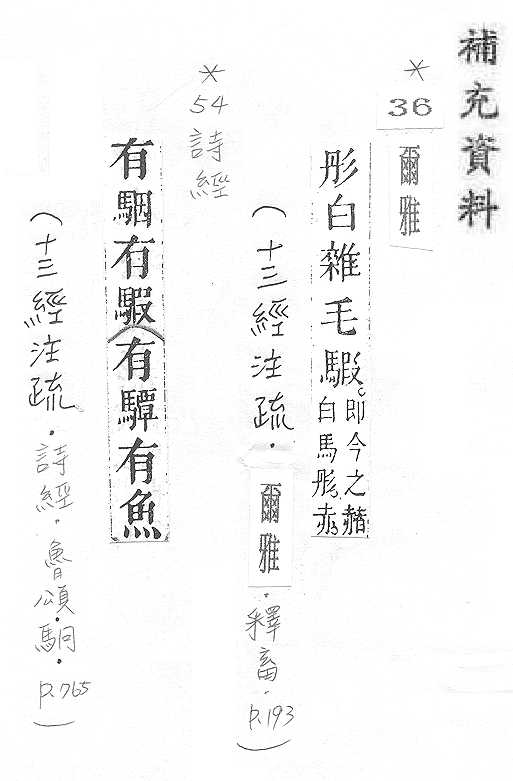 補充資料
*
36
爾雅
彤白雜毛騢。即今之赭
白馬彤赤
(十三經注疏．爾雅．釋畜．P.193)
*
54
詩經
有駰有騢(有驔有魚
(十三經注疏．詩經．魯頌．駉．P.765)